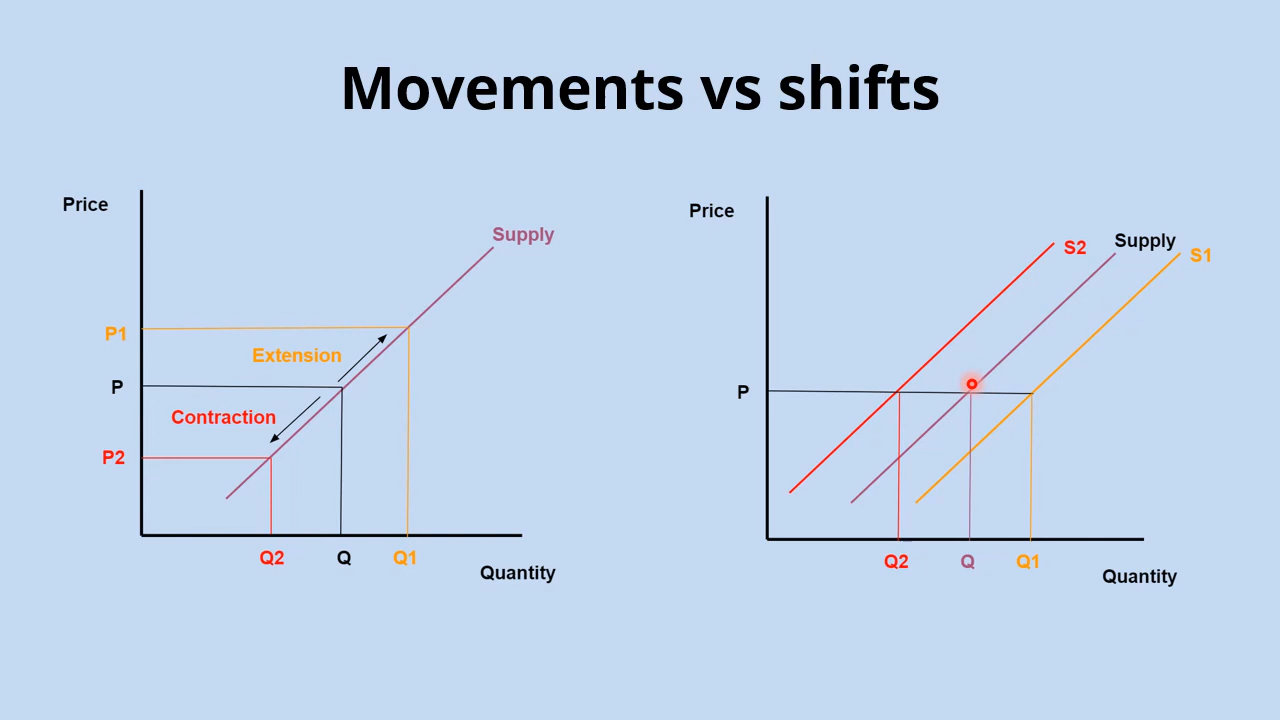 Movements vs shifts
Price
Supply
P1
Extension
P
Contraction
P2
Q2 Q Q1
Quantity
Price
S2 Supply S1
P
Q2 Q Q1
Quantity